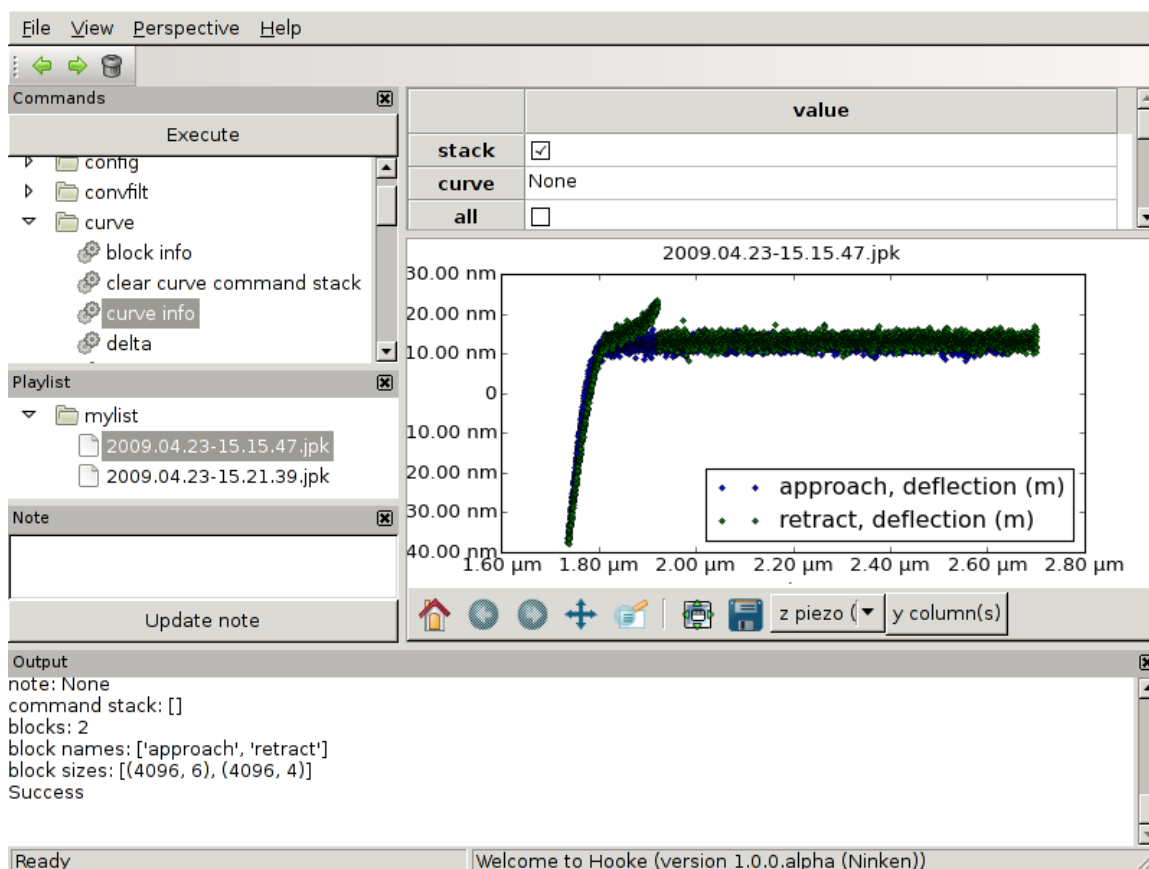 File View Perspective Help
Commands
Execute
config
convfilt
curve
block info
clear curve command stack
curve info
delta
Playlist
mylist
2009.04.23-15.15.47.jpk
2009.04.23-15.21.39.jpk
Note
Update note
value
stack
curve None
all
2009.04.23-15.15.47.jpk
30.00 nm
20.00 nm
10.00 nm
0
10.00 nm
20.00 nm
30.00 nm
40.00 nm
1.60 µm 1.80 µm 2.00 µm 2.20 µm 2.40 µm 2.60 µm 2.80 µm
approach, deflection (m)
retract, deflection (m)
z piezo ( y column(s)
Output
note: None
command stack: []
blocks: 2
block names: ['approach', 'retract']
block sizes: [(4096, 6), (4096, 4)]
Success
Ready Welcome to Hooke (version 1.0.0.alpha (Ninken))